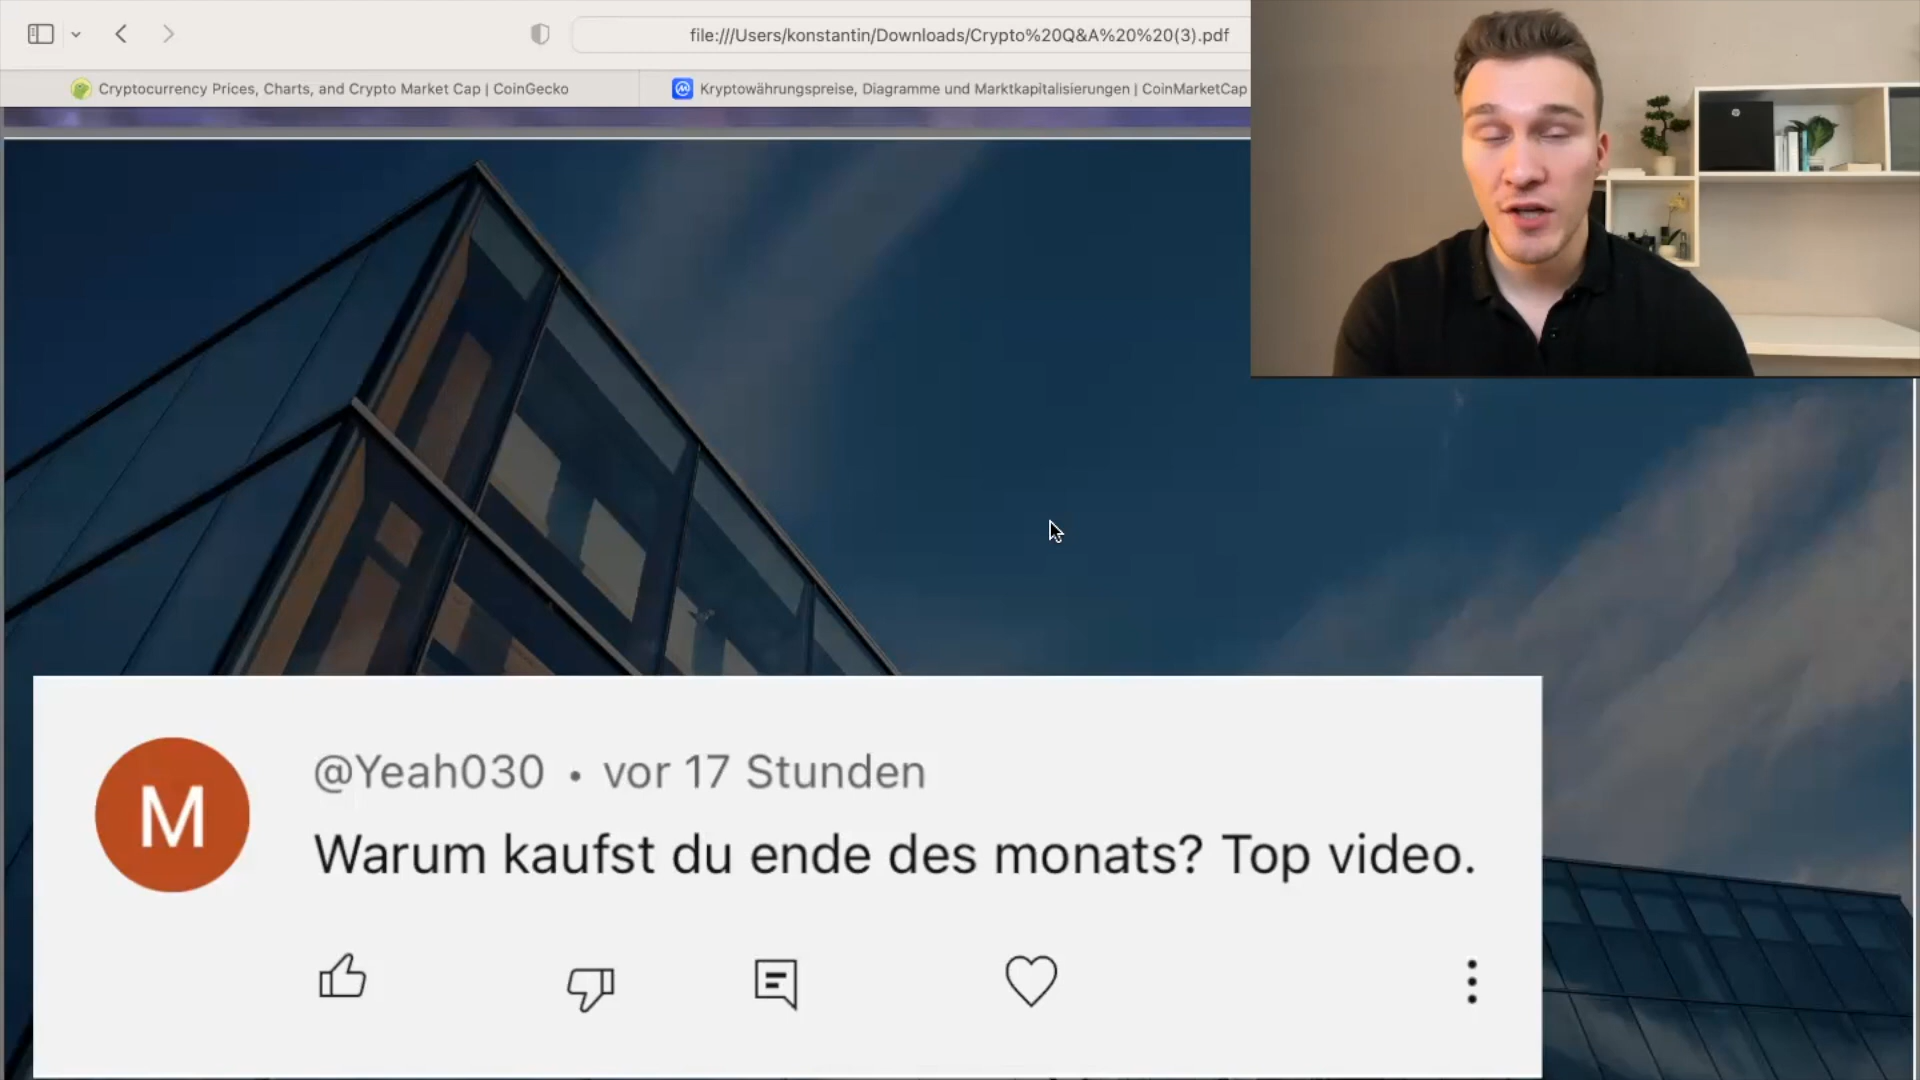 file:///Users/konstantin/Downloads/Crypto%20Q&A%20%20(3).pdf
Cryptocurrency Prices, Charts, and Crypto Market Cap | CoinGecko
Kryptowährungspreise, Diagramme und Marktkapitalisierungen | CoinMarketCap
M
@Yeah030 • vor 17 Stunden
Warum kaufst du ende des monats? Top video.